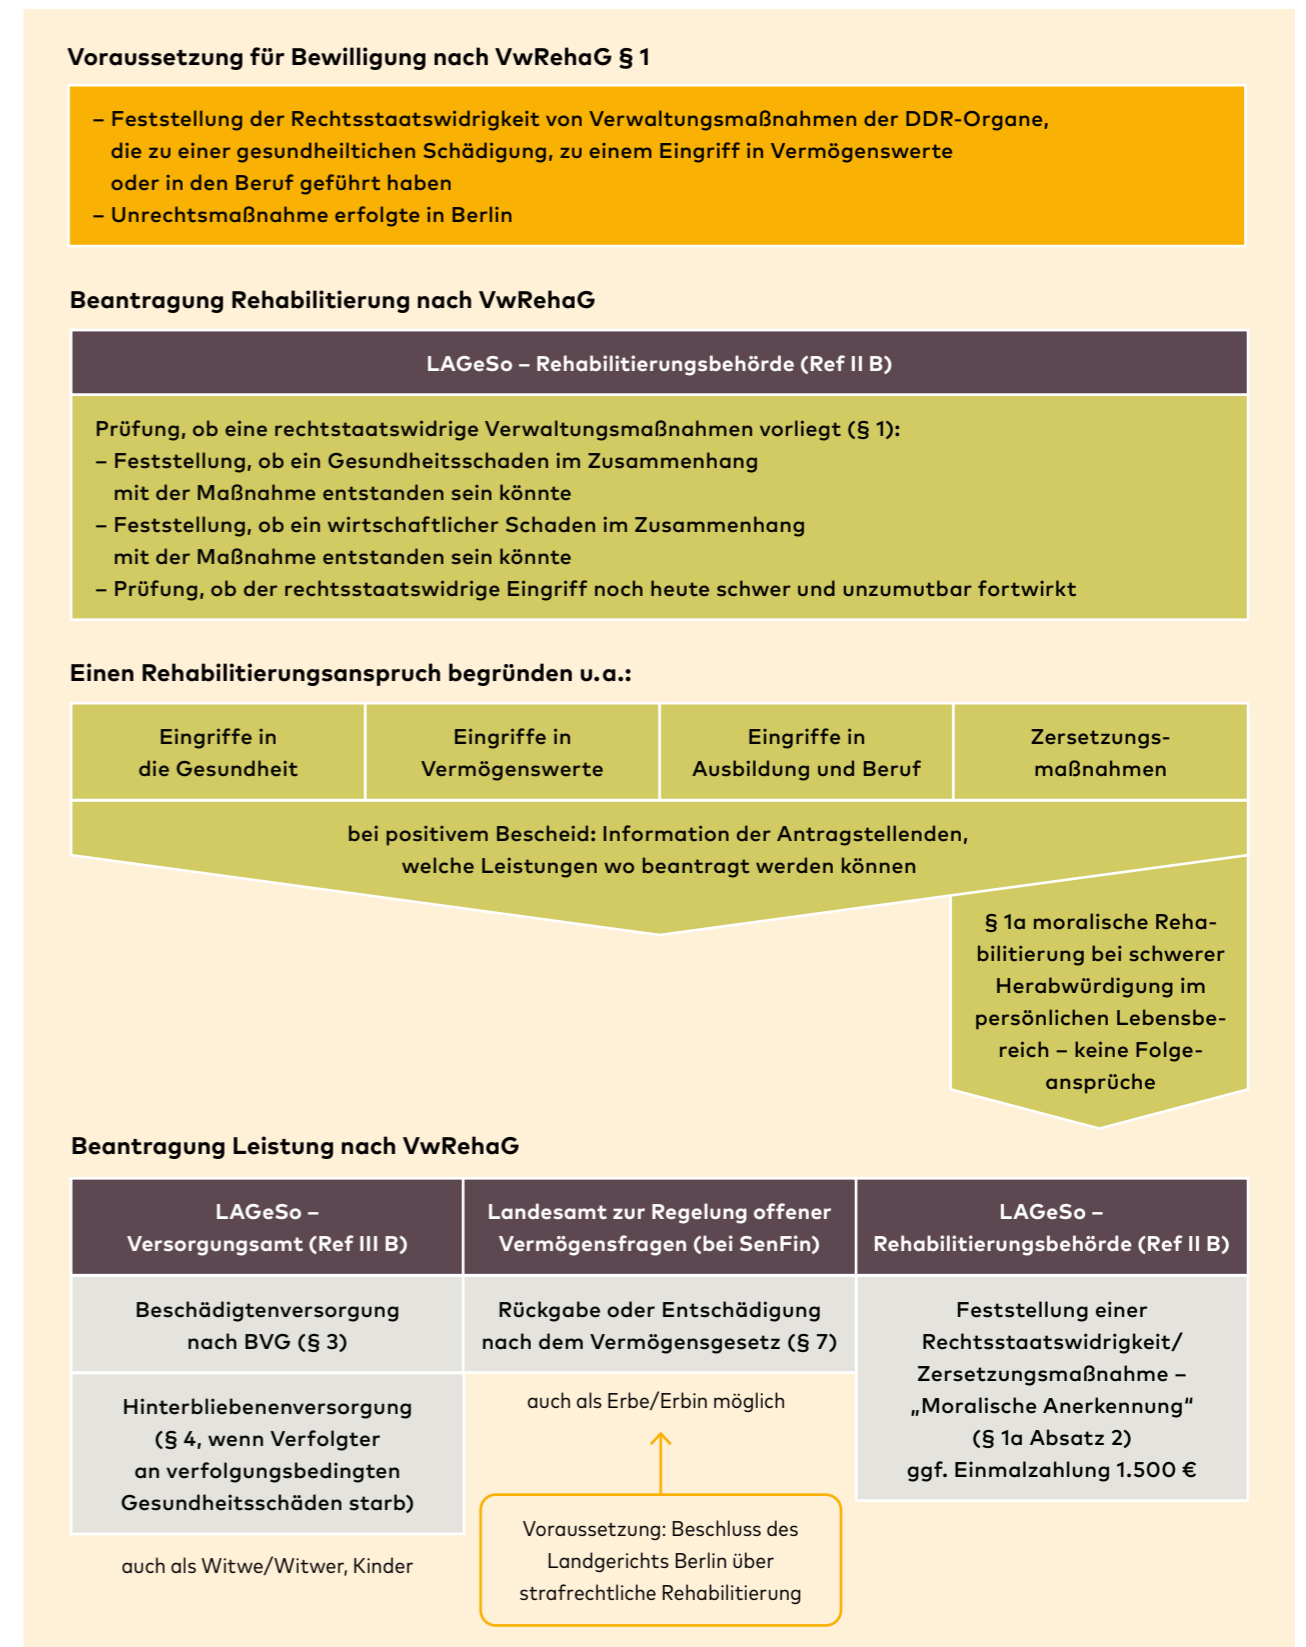 Voraussetzung für Bewilligung nach VwRehaG § 1
– Feststellung der Rechtsstaatswidrigkeit von Verwaltungsmaßnahmen der DDR-Organe,
die zu einer gesundheiltichen Schädigung, zu einem Eingriff in Vermögenswerte
oder in den Beruf geführt haben
– Unrechtsmaßnahme erfolgte in Berlin
Beantragung Rehabilitierung nach VwRehaG
LAGeSo – Rehabilitierungsbehörde (Ref II B)
Prüfung, ob eine rechtstaatswidrige Verwaltungsmaßnahmen vorliegt (§ 1):
– Feststellung, ob ein Gesundheitsschaden im Zusammenhang
mit der Maßnahme entstanden sein könnte
– Feststellung, ob ein wirtschaftlicher Schaden im Zusammenhang
mit der Maßnahme entstanden sein könnte
– Prüfung, ob der rechtsstaatswidrige Eingriff noch heute schwer und unzumutbar fortwirkt
Einen Rehabilitierungsanspruch begründen u. a.:
Eingriffe in
die Gesundheit
Eingriffe in
Vermögenswerte
Eingriffe in
Ausbildung und Beruf
Zersetzungs-
maßnahmen
bei positivem Bescheid: Information der Antragstellenden,
welche Leistungen wo beantragt werden können
§ 1a moralische Reha-
bilitierung bei schwerer
Herabwürdigung im
persönlichen Lebensbe-
reich – keine Folge-
ansprüche
Beantragung Leistung nach VwRehaG
LAGeSo –
Versorgungsamt (Ref III B)
Beschädigtenversorgung
nach BVG (§ 3)
Hinterbliebenenversorgung
(§ 4, wenn Verfolgter
an verfolgungsbedingten
Gesundheitsschäden starb)
auch als Witwe/Witwer, Kinder
Landesamt zur Regelung offener
Vermögensfragen (bei SenFin)
Rückgabe oder Entschädigung
nach dem Vermögensgesetz (§ 7)
auch als Erbe/Erbin möglich
Voraussetzung: Beschluss des
Landgerichts Berlin über
strafrechtliche Rehabilitierung
LAGeSo –
Rehabilitierungsbehörde (Ref II B)
Feststellung einer
Rechtsstaatswidrigkeit/
Zersetzungsmaßnahme –
„Moralische Anerkennung“
(§ 1a Absatz 2)
ggf. Einmalzahlung 1.500 €